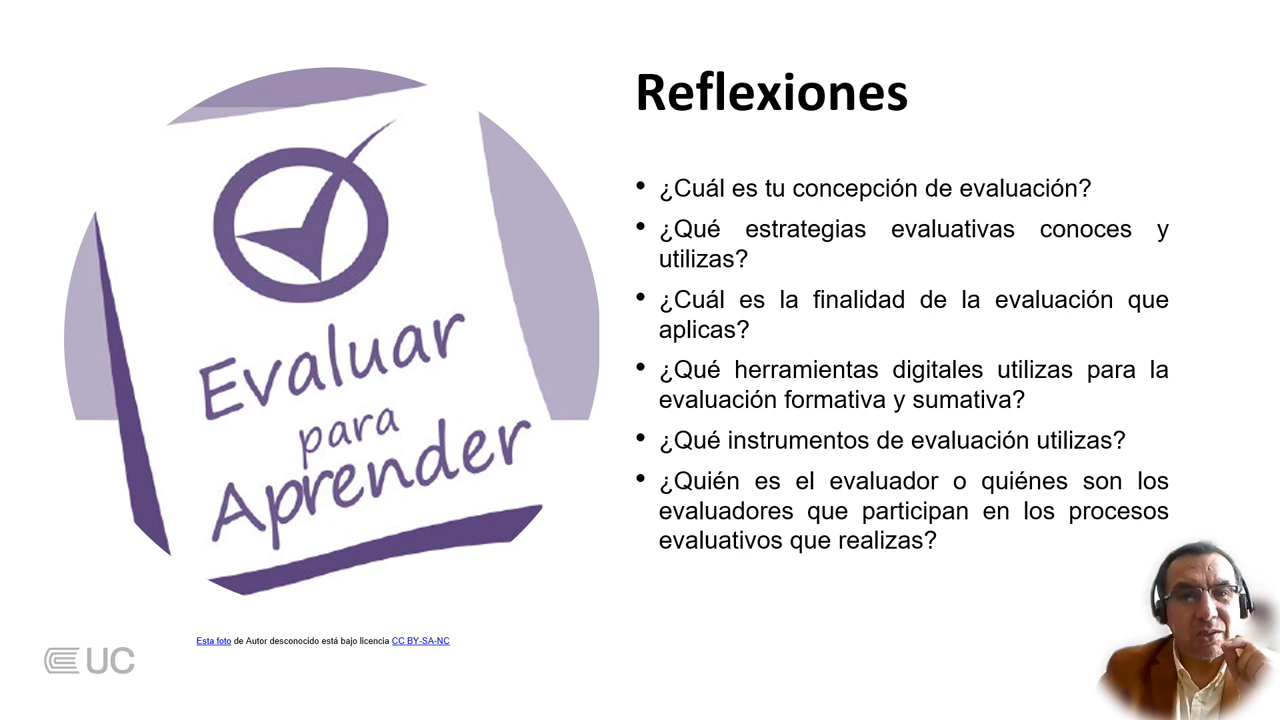 Evaluar
para
Aprender
Reflexiones
• ¿Cuál es tu concepción de evaluación?
• ¿Qué estrategias evaluativas conoces y
utilizas?
• ¿Cuál es la finalidad de la evaluación que
aplicas?
• ¿Qué herramientas digitales utilizas para la
evaluación formativa y sumativa?
• ¿Qué instrumentos de evaluación utilizas?
• ¿Quién es el evaluador o quiénes son los
evaluadores que participan en los procesos
evaluativos que realizas?
Esta foto de Autor desconocido está bajo licencia CC BY-SA-NC
UC